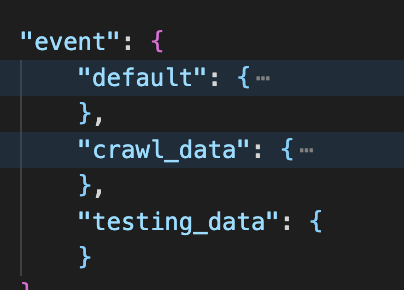 "event": {
"default": {…
},
"crawl_data": {…
},
"testing_data": {
}
}